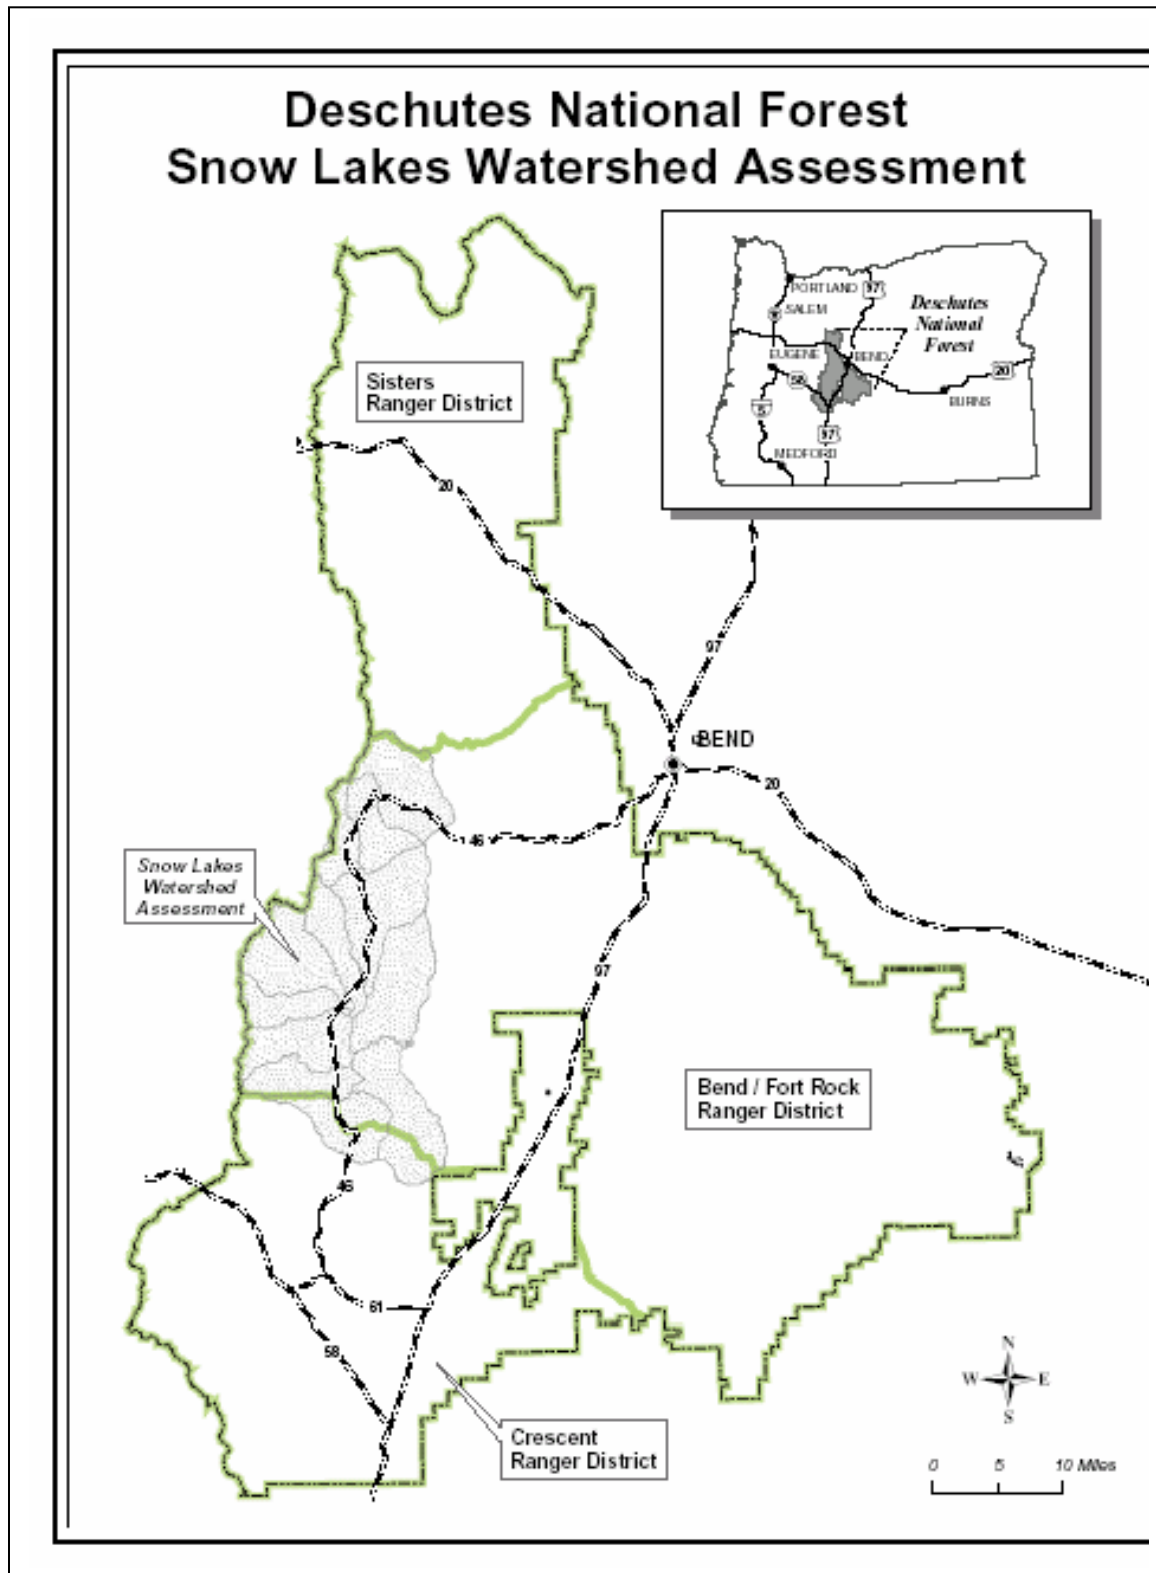 Deschutes National Forest
Snow Lakes Watershed Assessment
PORTLAND
97
SALEM
Deschutes
National
Forest
EUGENE
BEND
58
20
5
BURNS
97
MEDFORD
Sisters
Ranger District
20
97
BEND
20
46
Snow Lakes
Watershed
Assessment
97
Bend / Fort Rock
Ranger District
46
61
58
Crescent
Ranger District
N
W
E
S
0
5
10 Miles